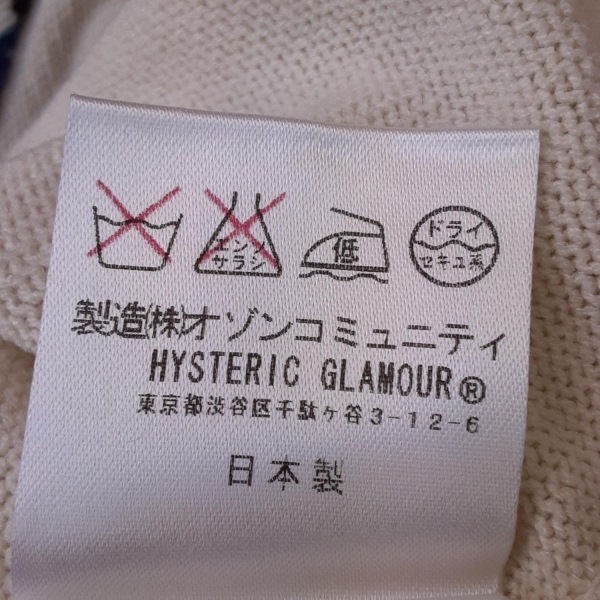 エンソ
サラシ
低
ドライ
セキユ系
製造(株)オゾンコミュニティ
HYSTERIC GLAMOUR®
東京都渋谷区千駄ヶ谷3-12-6
日本製